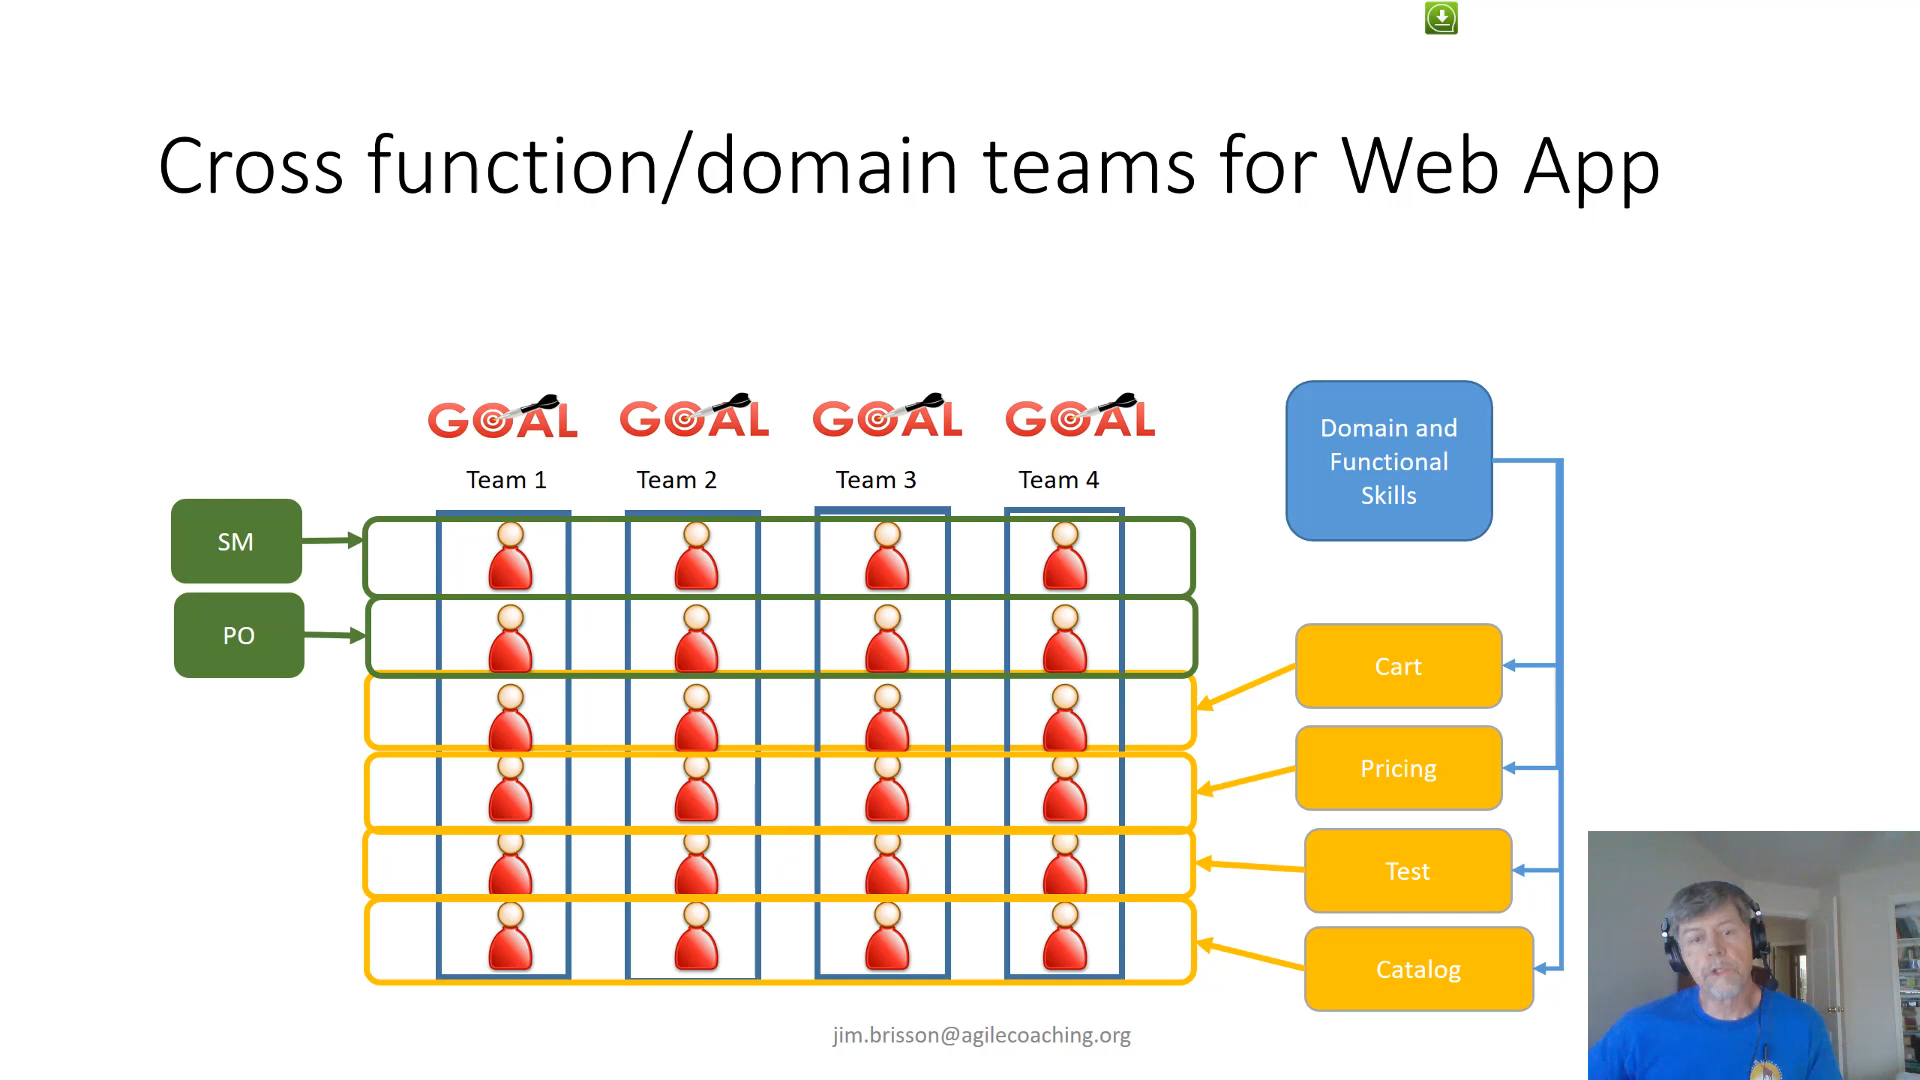 Cross function/domain teams for Web App
GOAL GOAL GOAL GOAL
Team 1 Team 2 Team 3 Team 4
Domain and
Functional
Skills
SM
PO
Cart
Pricing
Test
Catalog
jim.brisson@agilecoaching.org